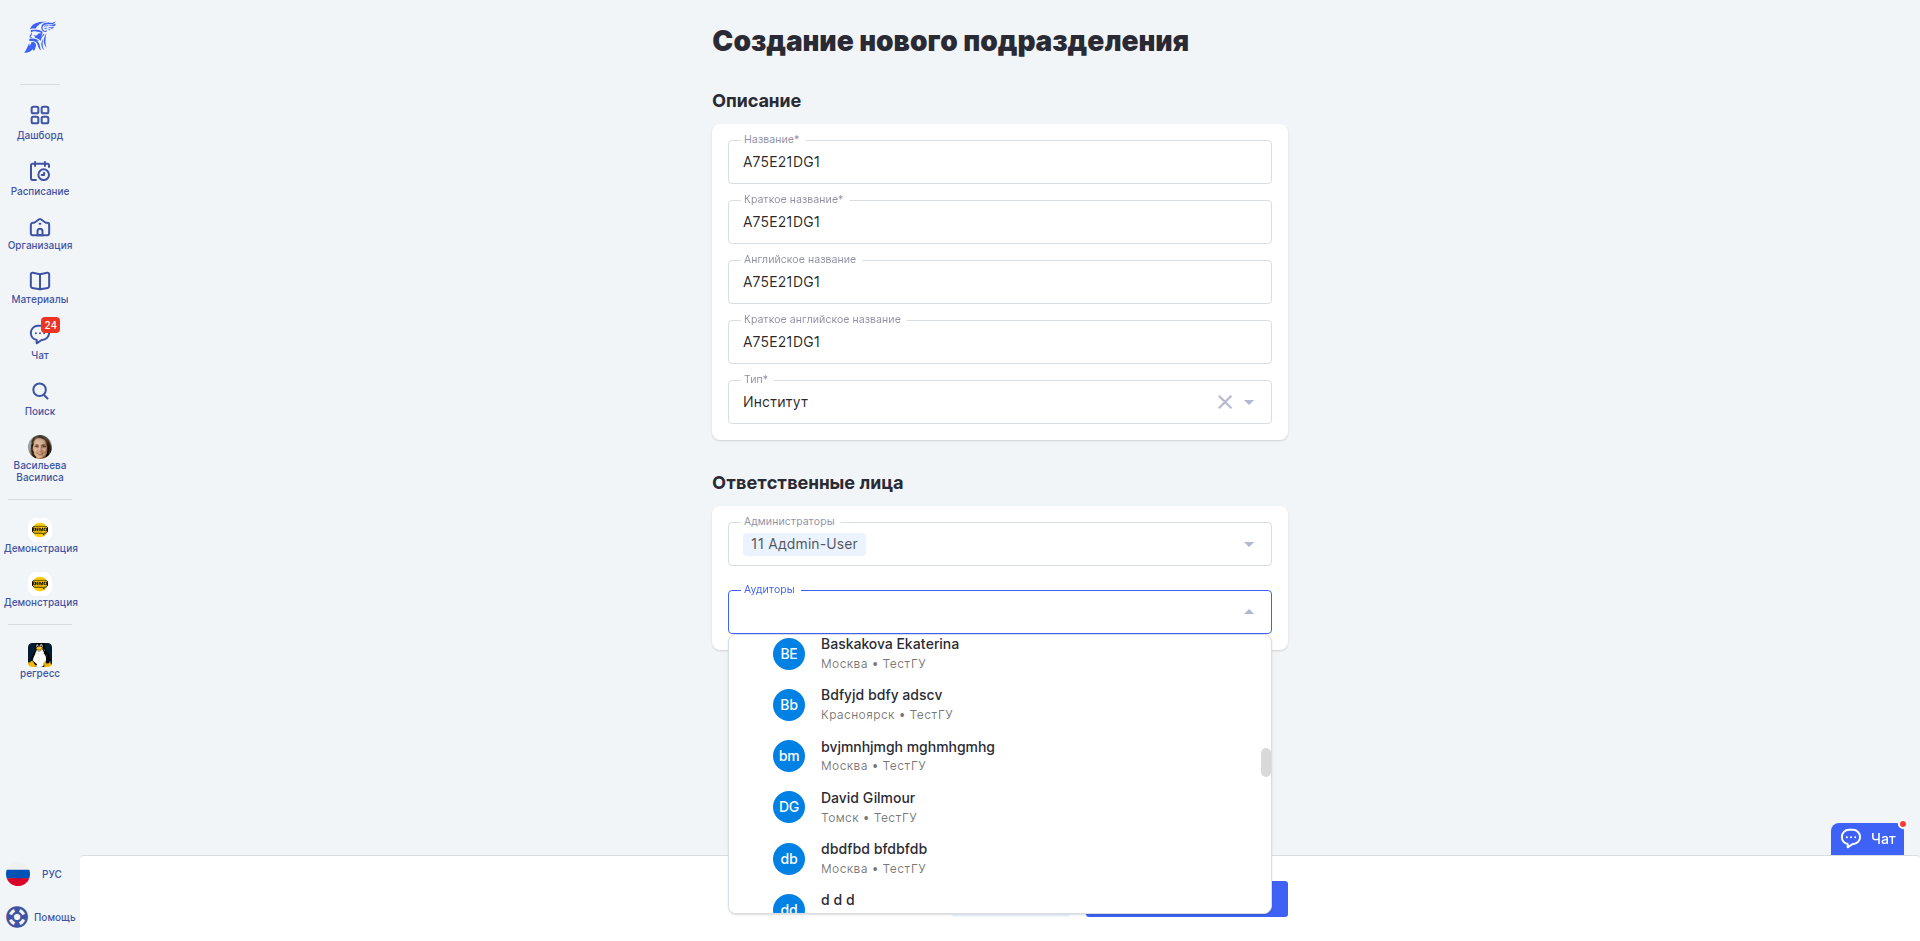 Создание нового подразделения
Дашборд
Расписание
Организация
Материалы
24
Чат
Поиск
Васильева
Василиса
Демонстрация
Демонстрация
регресс
РУС
Помощь
Описание
Название*
A75E21DG1
Краткое название*
A75E21DG1
Английское название
A75E21DG1
Краткое английское название
A75E21DG1
Тип*
Институт
Ответственные лица
Администраторы
11 Aдdmin-User
Аудиторы
BE
Baskakova Ekaterina
Москва • ТестГУ
Bb
Bdfyjd bdfy adscv
Красноярск • ТестГУ
bm
bvjmnhjmgh mghmhgmhg
Москва • ТестГУ
DG
David Gilmour
Томск • ТестГУ
db
dbdfbd bfdbfdb
Москва • ТестГУ
dd
d d d
Чат